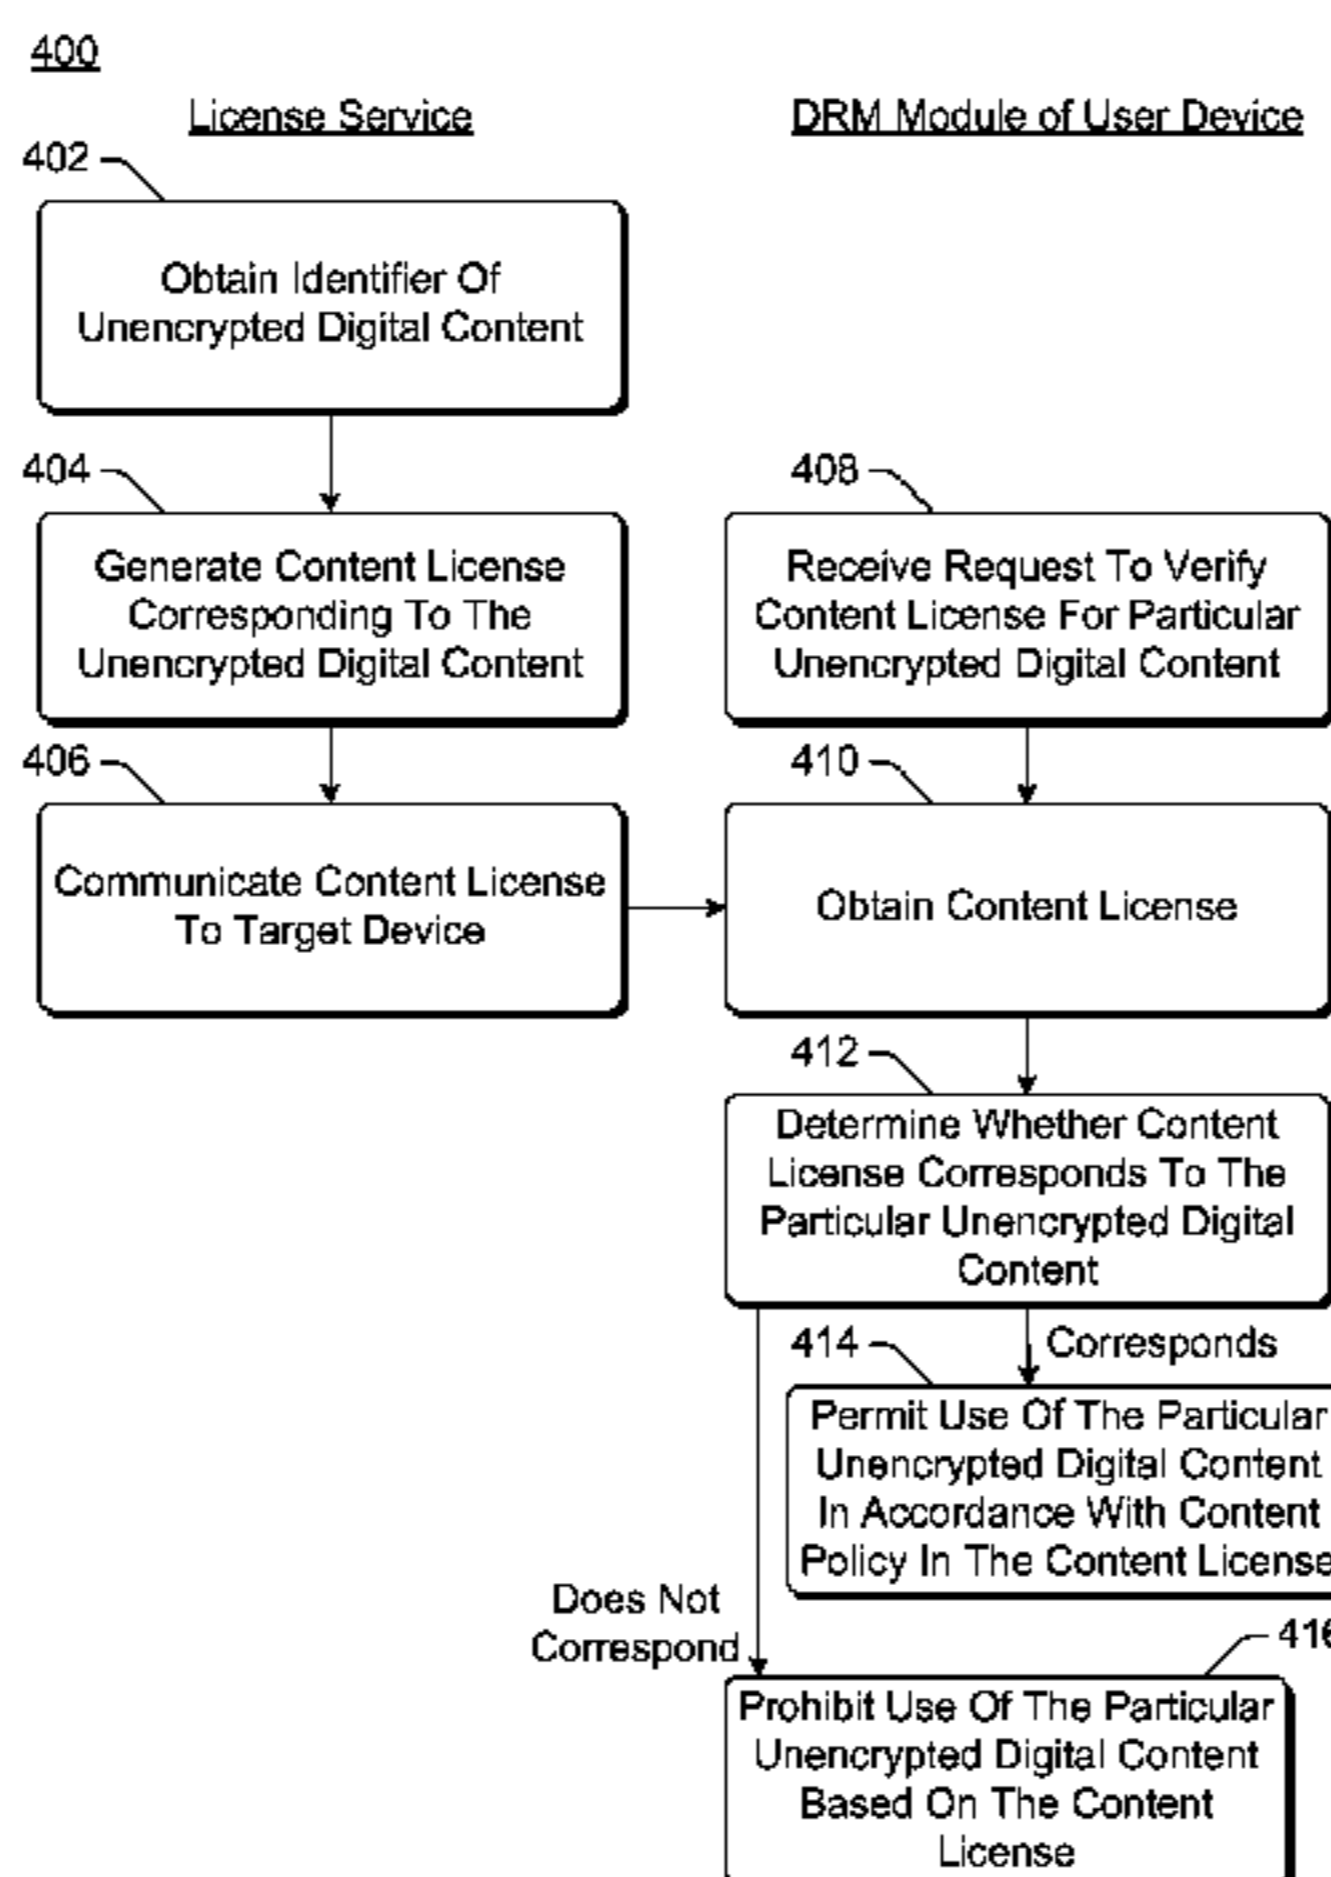 400
License Service
DRM Module of User Device
402
Obtain Identifier Of
Unencrypted Digital Content
404
Generate Content License
Corresponding To The
Unencrypted Digital Content
406
Communicate Content License
To Target Device
408
Receive Request To Verify
Content License For Particular
Unencrypted Digital Content
410
Obtain Content License
412
Determine Whether Content
License Corresponds To The
Particular Unencrypted Digital
Content
414
Corresponds
Permit Use Of The Particular
Unencrypted Digital Content
In Accordance With Content
Policy In The Content License
Does Not
Correspond
416
Prohibit Use Of The Particular
Unencrypted Digital Content
Based On The Content
License